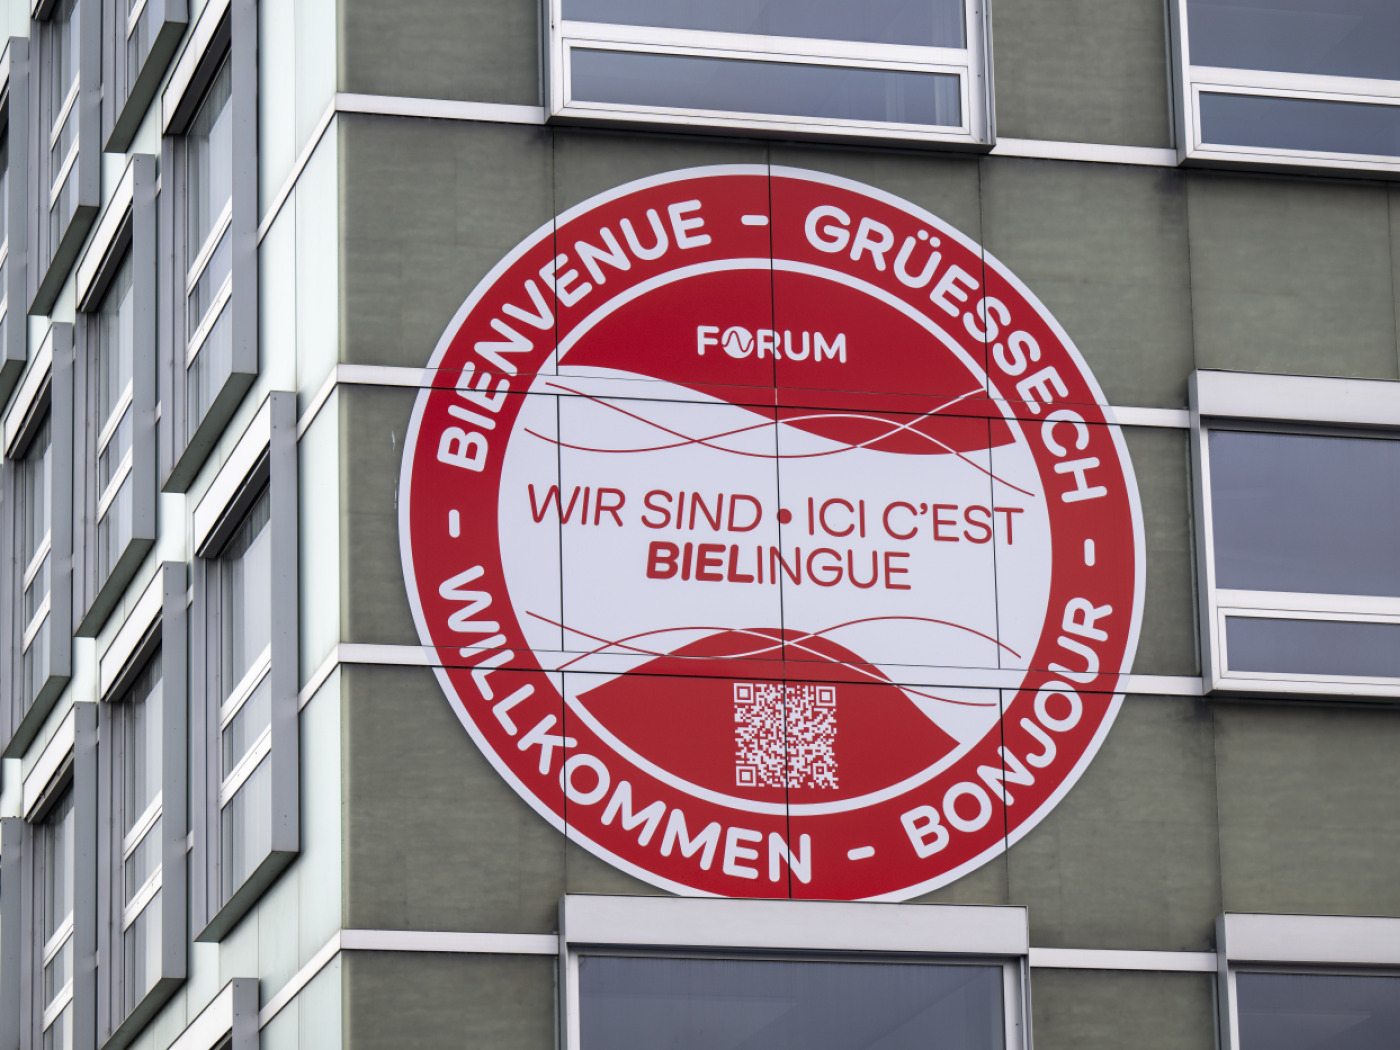 BIENVENUE - GRÜESSECH - BONJOUR - WILLKOMMEN -
FORUM
WIR SIND • ICI C'EST
BIELINGUE